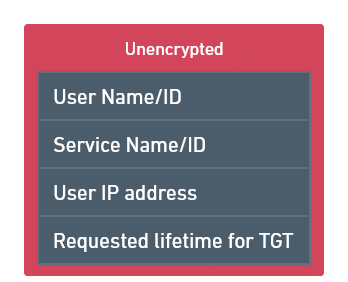 Unencrypted
User Name/ID
Service Name/ID
User IP address
Requested lifetime for TGT